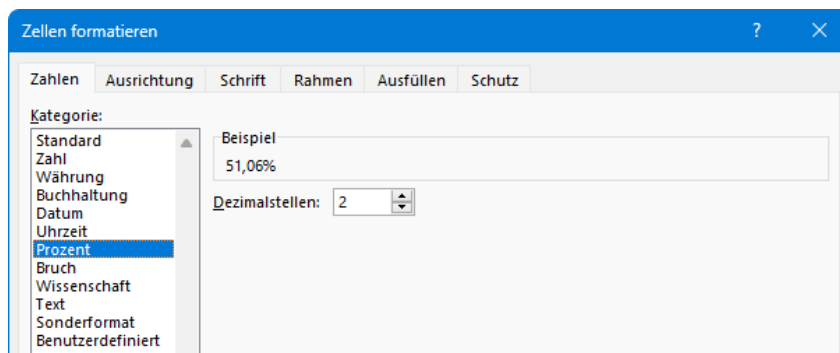 Zellen formatieren
Zahlen Ausrichtung Schrift Rahmen Ausfüllen Schutz
Kategorie:
Standard
Zahl
Währung
Buchhaltung
Datum
Uhrzeit
Prozent
Bruch
Wissenschaft
Text
Sonderformat
Benutzerdefiniert
Beispiel
51,06%
Dezimalstellen: 2